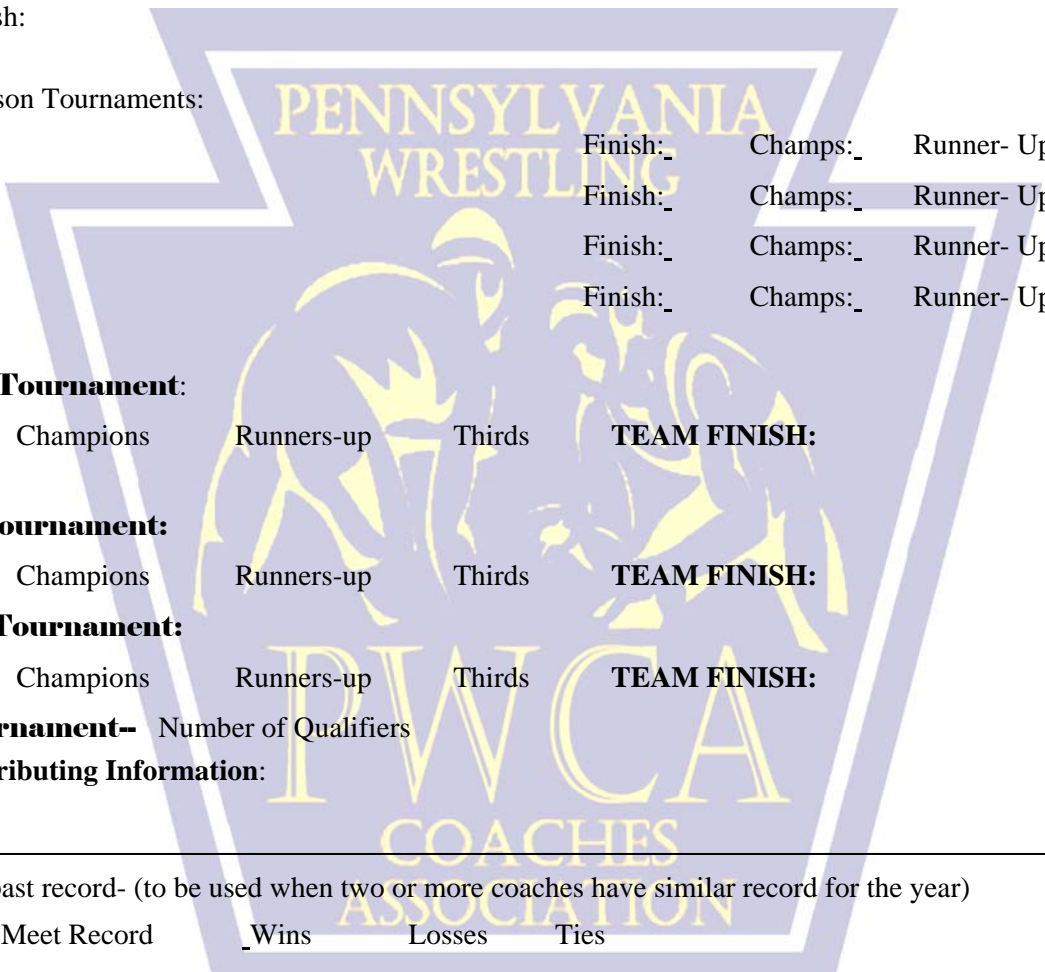 sh:
son Tournaments:
PENNSYLVANIA
WRESTLING
Finish:_ Champs:_ Runner- Up
Finish:_ Champs:_ Runner- Up
Finish:_ Champs:_ Runner- Up
Finish:_ Champs:_ Runner- Up
Tournament:
Champions Runners-up Thirds TEAM FINISH:
ournament:
Champions Runners-up Thirds TEAM FINISH:
Tournament:
Champions Runners-up Thirds TEAM FINISH:
rnament-- Number of Qualifiers
ributing Information:
PWCA
COACHES
ast record- (to be used when two or more coaches have similar record for the year)
ASSOCIATION
Meet Record _Wins Losses Ties